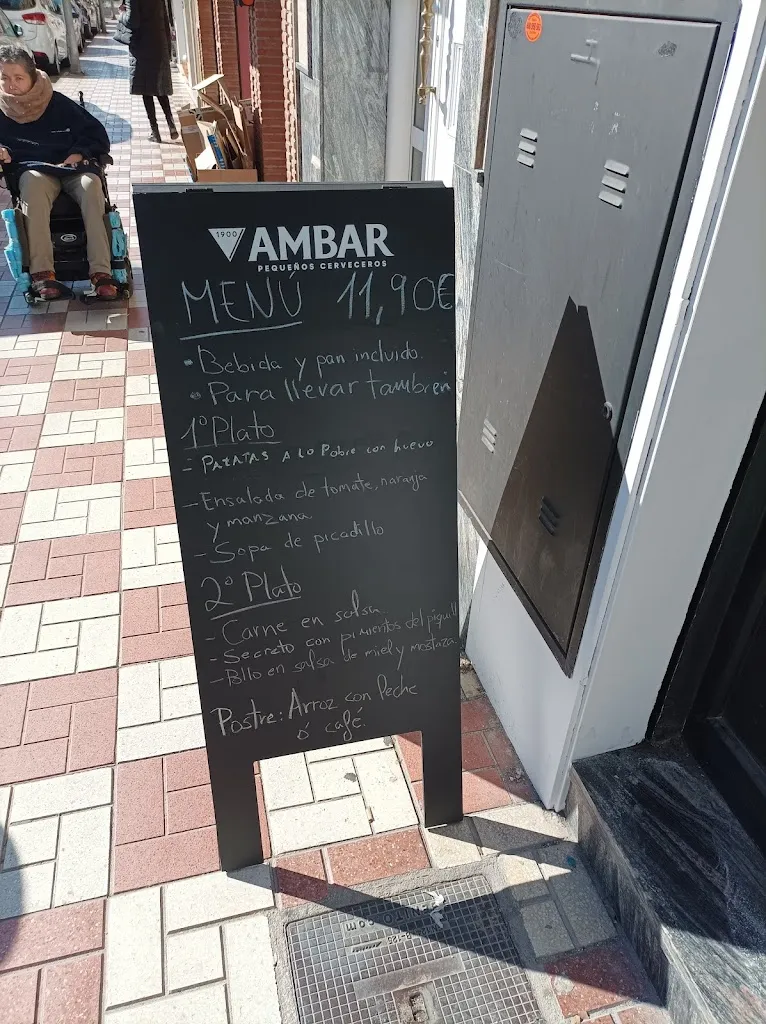 1900
AMBAR
PEQUEÑOS CERVECEROS
MENÚ 11,90€
• Bebida y pan incluido.
• Para llevar también
1º Plato
- PATATAS A LO Pobre con huevo
- Ensalada de tomate, naranja
y manzana
- Sopa de picadillo
2º Plato
- Carne en salsa
- Secreto con pimientos del piquill
- Pollo en salsa de miel y mostaza
Postre: Arroz con leche
ó café.